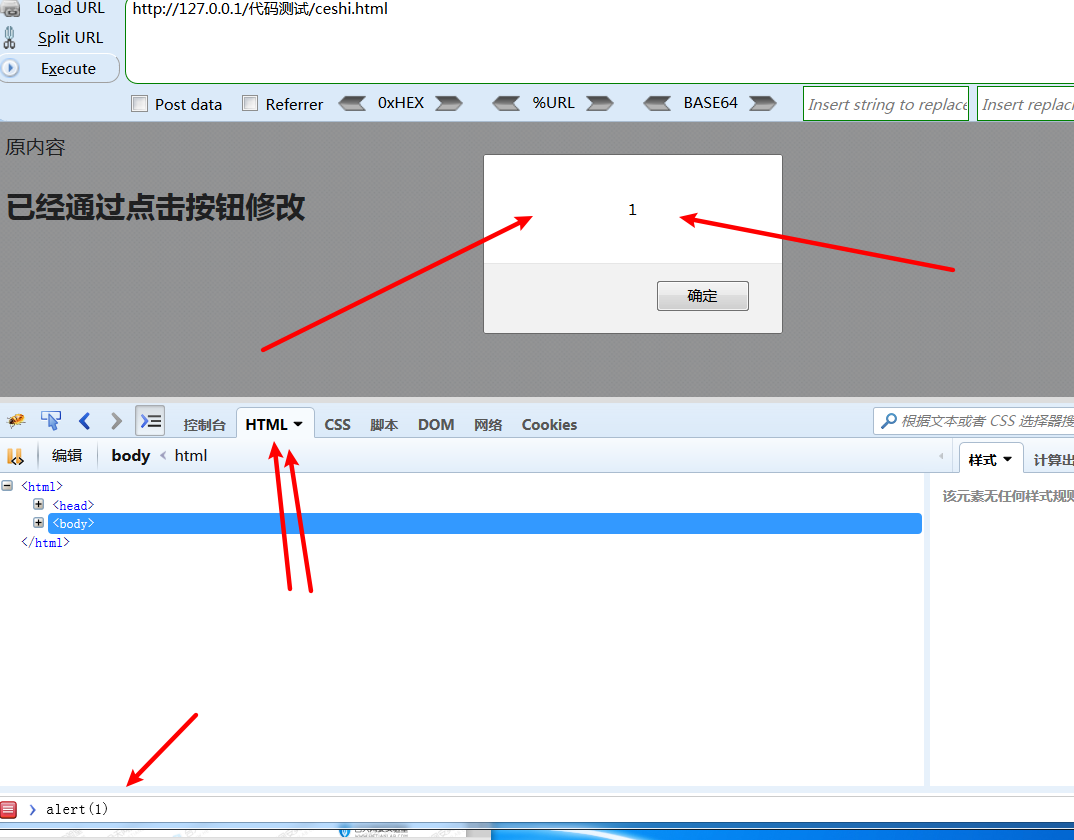 Load URL
http://127.0.0.1/代码测试/ceshi.html
Split URL
Execute
Post data
Referrer
0xHEX
%URL
BASE64
Insert string to replace
Insert replac
原内容
已经通过点击按钮修改
1
确定
控制台
HTML
CSS
脚本
DOM
网络
Cookies
根据文本或者 CSS 选择器搜
编辑
body
html
样式
计算出
<html>
<head>
<body>
</html>
该元素无任何样式规则
alert(1)